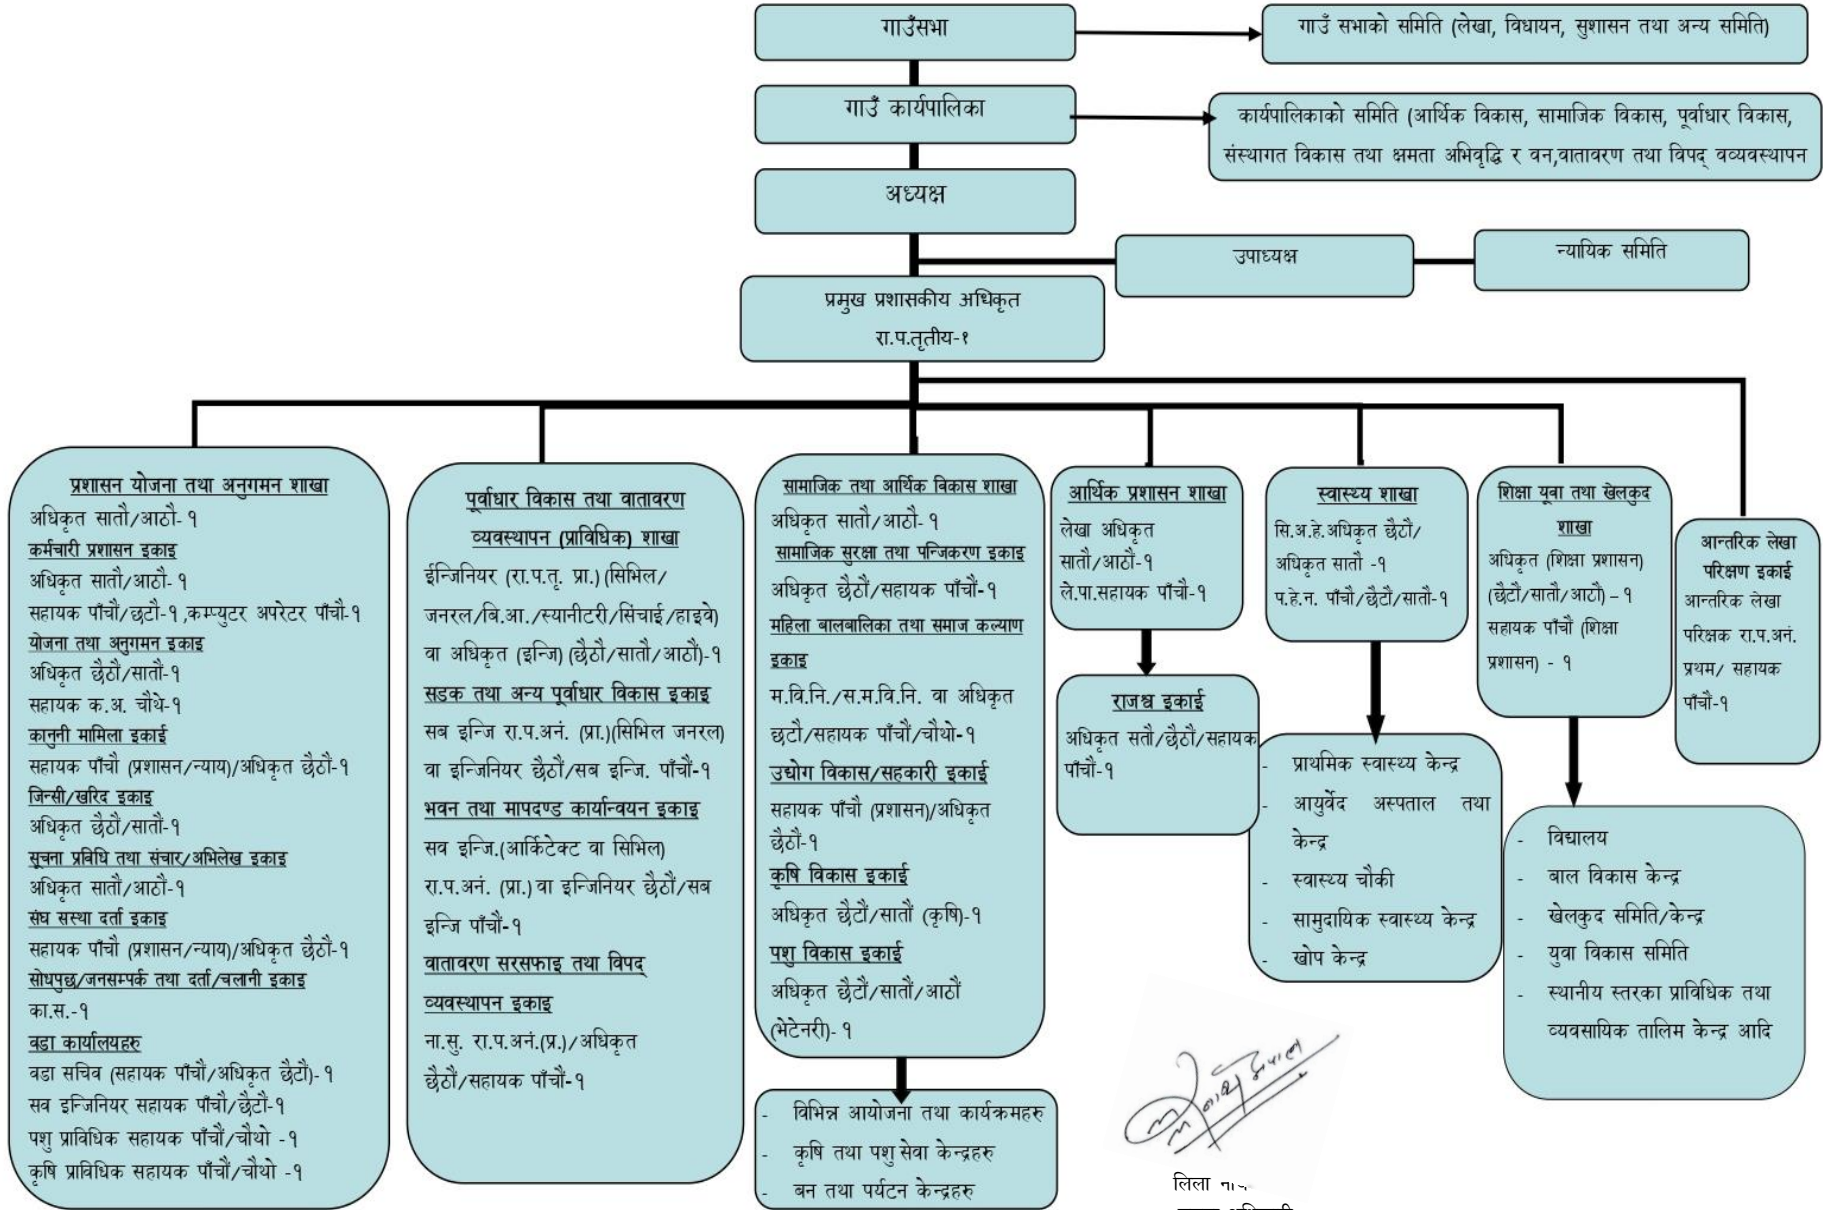 गाउँसभा
गाउँ सभाको समिति (लेखा, विधायन, सुशासन तथा अन्य समिति)
गाउँ कार्यपालिका
कार्यपालिकाको समिति (आर्थिक विकास, सामाजिक विकास, पूर्वाधार विकास,
संस्थागत विकास तथा क्षमता अभिवृद्धि र वन,वातावरण तथा विपद् वव्यवस्थापन
अध्यक्ष
उपाध्यक्ष
न्यायिक समिति
प्रमुख प्रशासकीय अधिकृत
रा.प.तृतीय-१
प्रशासन योजना तथा अनुगमन शाखा
अधिकृत सातौ/आठौ- १
कर्मचारी प्रशासन इकाइ
अधिकृत सातौ/आठौ- १
सहायक पाँचौ/छटौ-१ ,कम्प्युटर अपरेटर पाँचौ-१
योजना तथा अनुगमन इकाइ
अधिकृत छैठौ/सातौ-१
सहायक क.अ. चौथे-१
कानुनी मामिला इकाई
सहायक पाँचौ (प्रशासन/न्याय)/अधिकृत छैठौ-१
जिन्सी/खरिद इकाइ
अधिकृत छैठौ/सातौ-१
सूचना प्रविधि तथा संचार/अभिलेख इकाइ
अधिकृत सातौ/आठौ-१
संघ सस्था दर्ता इकाइ
सहायक पाँचौ (प्रशासन/न्याय)/अधिकृत छैठौ-१
सोधपुछ/जनसम्पर्क तथा दर्ता/चलानी इकाइ
का.स.-१
वडा कार्यालयहरु
वडा सचिव (सहायक पाँचौ/अधिकृत छैटौ)- १
सव इन्जिनियर सहायक पाँचौ/छैटौ-१
पशु प्राविधिक सहायक पाँचौ/चौथो -१
कृषि प्राविधिक सहायक पाँचौ/चौथो -१
पूर्वाधार विकास तथा वातावरण
व्यवस्थापन (प्राविधिक) शाखा
ईन्जिनियर (रा.प.तृ. प्रा.) (सिभिल/
जनरल/बि.आ./स्यानीटरी/सिंचाई/हाइवे)
वा अधिकृत (इन्जि) (छैठौ/सातौ/आठौ)-१
सडक तथा अन्य पूर्वाधार विकास इकाइ
सब इन्जि रा.प.अनं. (प्रा.)(सिभिल जनरल)
वा इन्जिनियर छैठौ/सब इन्जि. पाँचौ-१
भवन तथा मापदण्ड कार्यान्वयन इकाइ
सव इन्जि.(आर्किटेक्ट वा सिभिल)
रा.प.अनं. (प्रा.) वा इन्जिनियर छैठौ/सब
इन्जि पाँचौ-१
वातावरण सरसफाइ तथा विपद्
व्यवस्थापन इकाइ
ना.सु. रा.प.अनं.(प्र.)/अधिकृत
छैठौ/सहायक पाँचौ-१
सामाजिक तथा आर्थिक विकास शाखा
अधिकृत सातौ/आठौ- १
सामाजिक सुरक्षा तथा पन्जिकरण इकाइ
अधिकृत छैठौ/सहायक पाँचौ-१
महिला बालबालिका तथा समाज कल्याण
इकाइ
म.वि.नि./स.म.वि.नि. वा अधिकृत
छटौ/सहायक पाँचौ/चौथो-१
उद्योग विकास/सहकारी इकाई
सहायक पाँचौ (प्रशासन)/अधिकृत
छैठौ-१
कृषि विकास इकाई
अधिकृत छैटौ/सातौ (कृषि)-१
पशु विकास इकाई
अधिकृत छैटौ/सातौ/आठौ
(भेटेनरी)- १
- विभिन्न आयोजना तथा कार्यक्रमहरु
- कृषि तथा पशु सेवा केन्द्रहरु
- बन तथा पर्यटन केन्द्रहरु
आर्थिक प्रशासन शाखा
लेखा अधिकृत
सातौ/आठौ-१
ले.पा.सहायक पाँचौ-१
राजश्व इकाई
अधिकृत सतौ/छैठौ/सहायक
पाँचौ-१
स्वास्थ्य शाखा
सि.अ.हे.अधिकृत छैटौ/
अधिकृत सातौ -१
प.हे.न. पाँचौ/छैटौ/सातौ-१
- प्राथमिक स्वास्थ्य केन्द्र
- आयुर्वेद अस्पताल तथा
केन्द्र
- स्वास्थ्य चौकी
- सामुदायिक स्वास्थ्य केन्द्र
- खोप केन्द्र
शिक्षा यूबा तथा खेलकुद
शाखा
अधिकृत (शिक्षा प्रशासन)
(छैटौ/सातौ/आठौ) – १
सहायक पाँचौ (शिक्षा
प्रशासन) - १
- विद्यालय
- बाल विकास केन्द्र
- खेलकुद समिति/केन्द्र
- युवा विकास समिति
- स्थानीय स्तरका प्राविधिक तथा
व्यवसायिक तालिम केन्द्र आदि
आन्तरिक लेखा
परिक्षण इकाई
आन्तरिक लेखा
परिक्षक रा.प.अनं.
प्रथम/ सहायक
पाँचौ-१
लिला